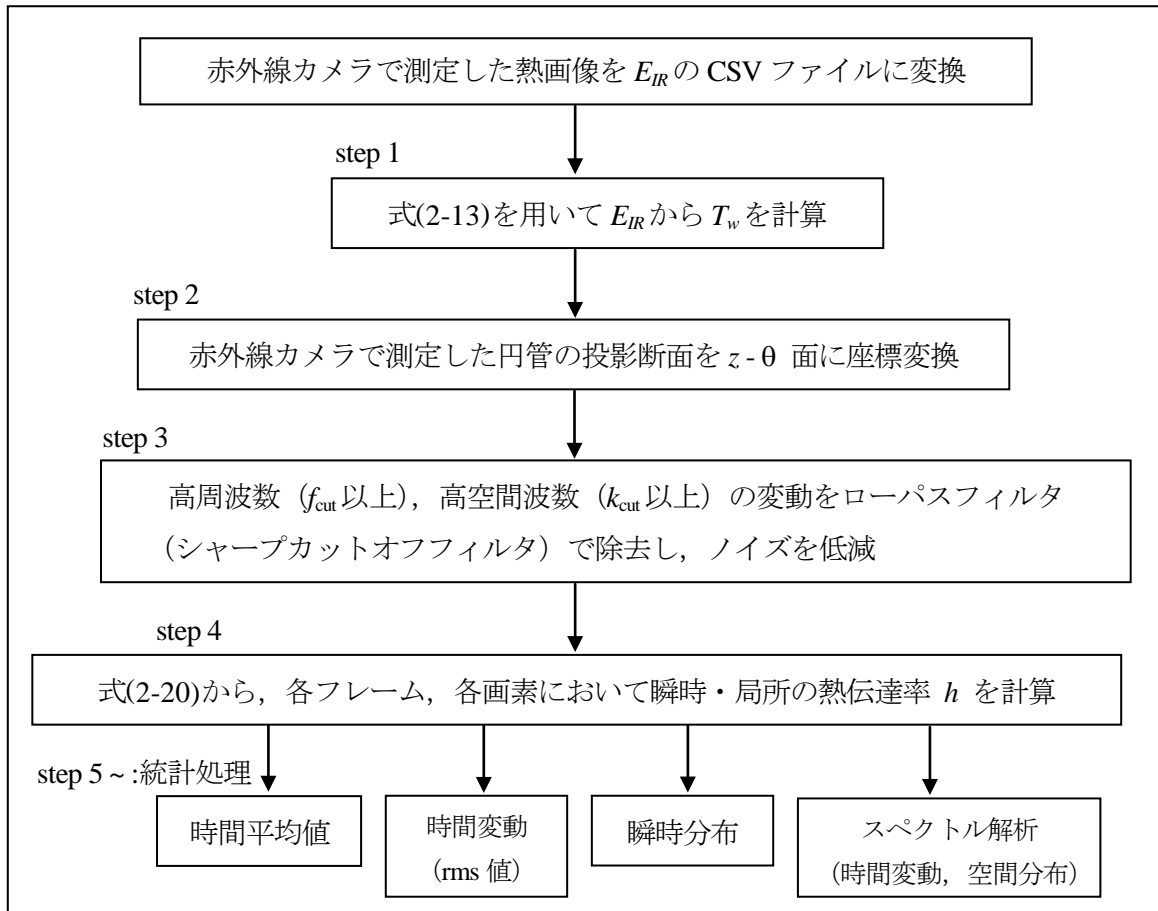 赤外線カメラで測定した熱画像を E_IR の CSV ファイルに変換
step 1
式(2-13)を用いて E_IR から T_w を計算
step 2
赤外線カメラで測定した円管の投影断面を z - θ 面に座標変換
step 3
高周波数（f_cut 以上），高空間波数（k_cut 以上）の変動をローパスフィルタ
（シャープカットオフフィルタ）で除去し，ノイズを低減
step 4
式(2-20)から，各フレーム，各画素において瞬時・局所の熱伝達率 h を計算
step 5 ~ :統計処理
時間平均値
時間変動
(rms 値)
瞬時分布
スペクトル解析
（時間変動，空間分布）